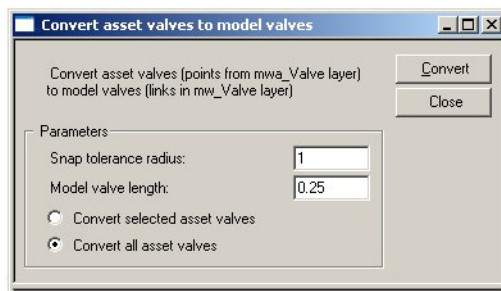 Convert asset valves to model valves
Convert asset valves (points from mwa_Valve layer)
to model valves (links in mw_Valve layer)
Convert
Close
Parameters
Snap tolerance radius: 1
Model valve length: 0.25
Convert selected asset valves
Convert all asset valves